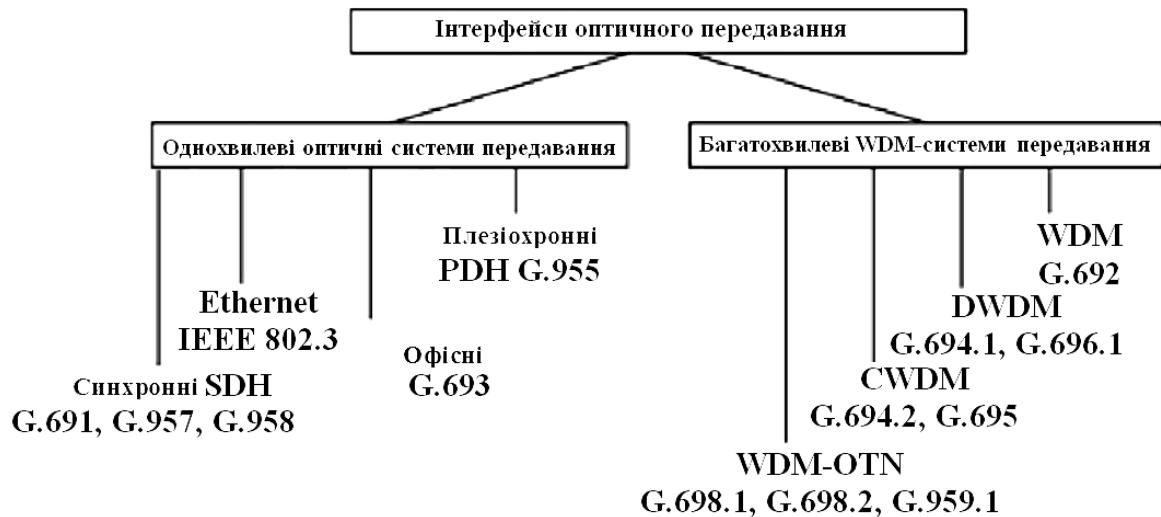 Інтерфейси оптичного передавання
Однохвилеві оптичні системи передавання
Багатохвилеві WDM-системи передавання
Плезіохронні
PDH G.955
Ethernet
IEEE 802.3
Офісні
G.693
Синхронні SDH
G.691, G.957, G.958
WDM
G.692
DWDM
G.694.1, G.696.1
CWDM
G.694.2, G.695
WDM-OTN
G.698.1, G.698.2, G.959.1